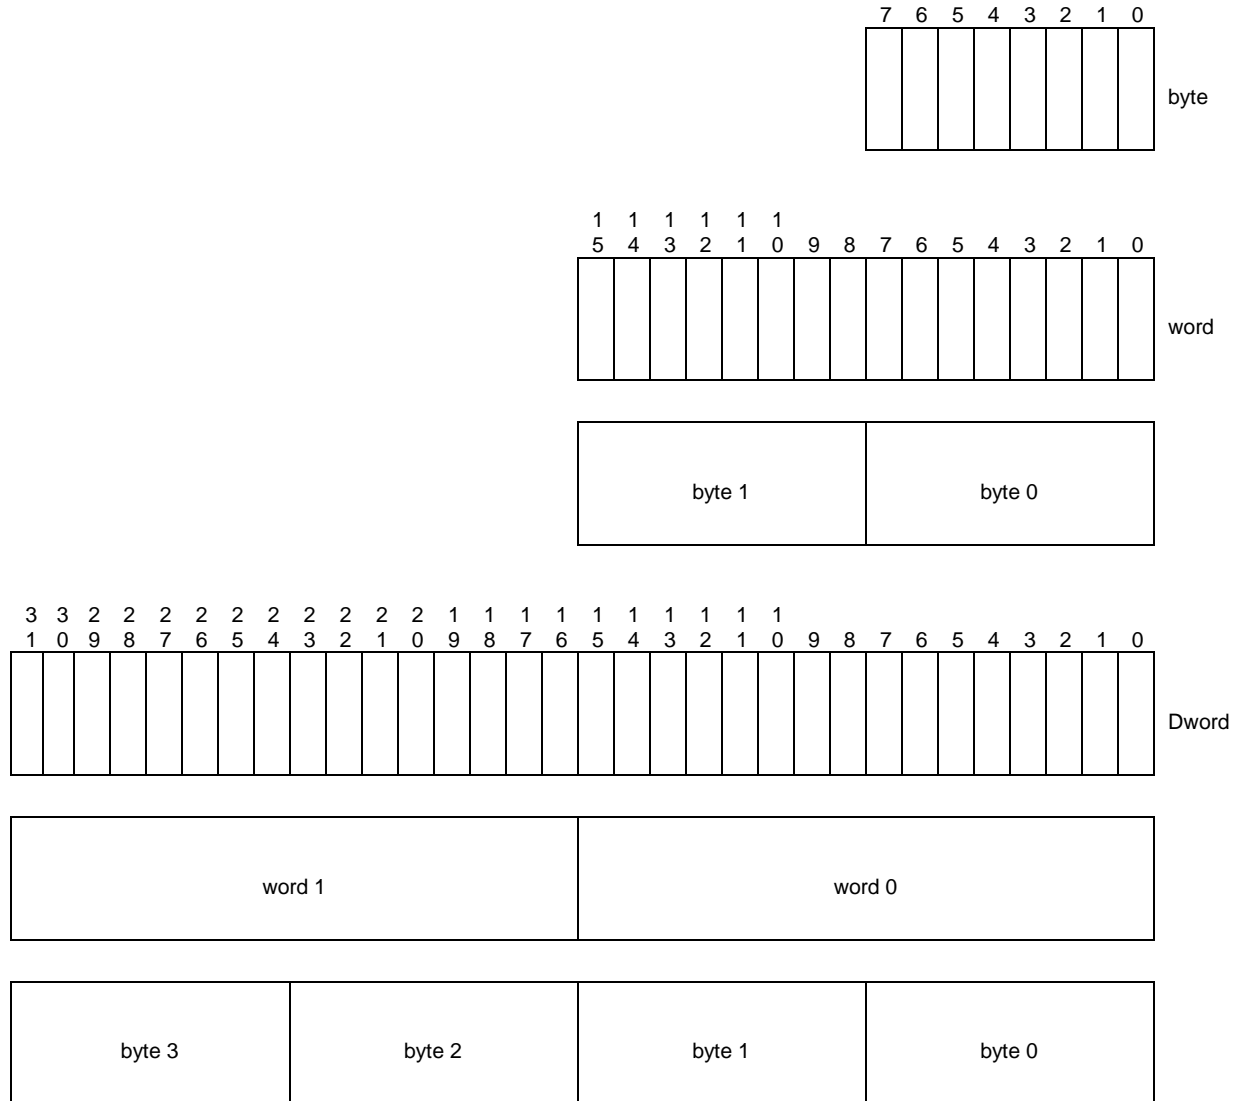 7 6 5 4 3 2 1 0
byte
1 1 1 1 1 1
5 4 3 2 1 0 9 8 7 6 5 4 3 2 1 0
word
byte 1 byte 0
3 3 2 2 2 2 2 2 2 2 2 2 1 1 1 1 1 1 1 1 1 1
1 0 9 8 7 6 5 4 3 2 1 0 9 8 7 6 5 4 3 2 1 0 9 8 7 6 5 4 3 2 1 0
Dword
word 1 word 0
byte 3 byte 2 byte 1 byte 0